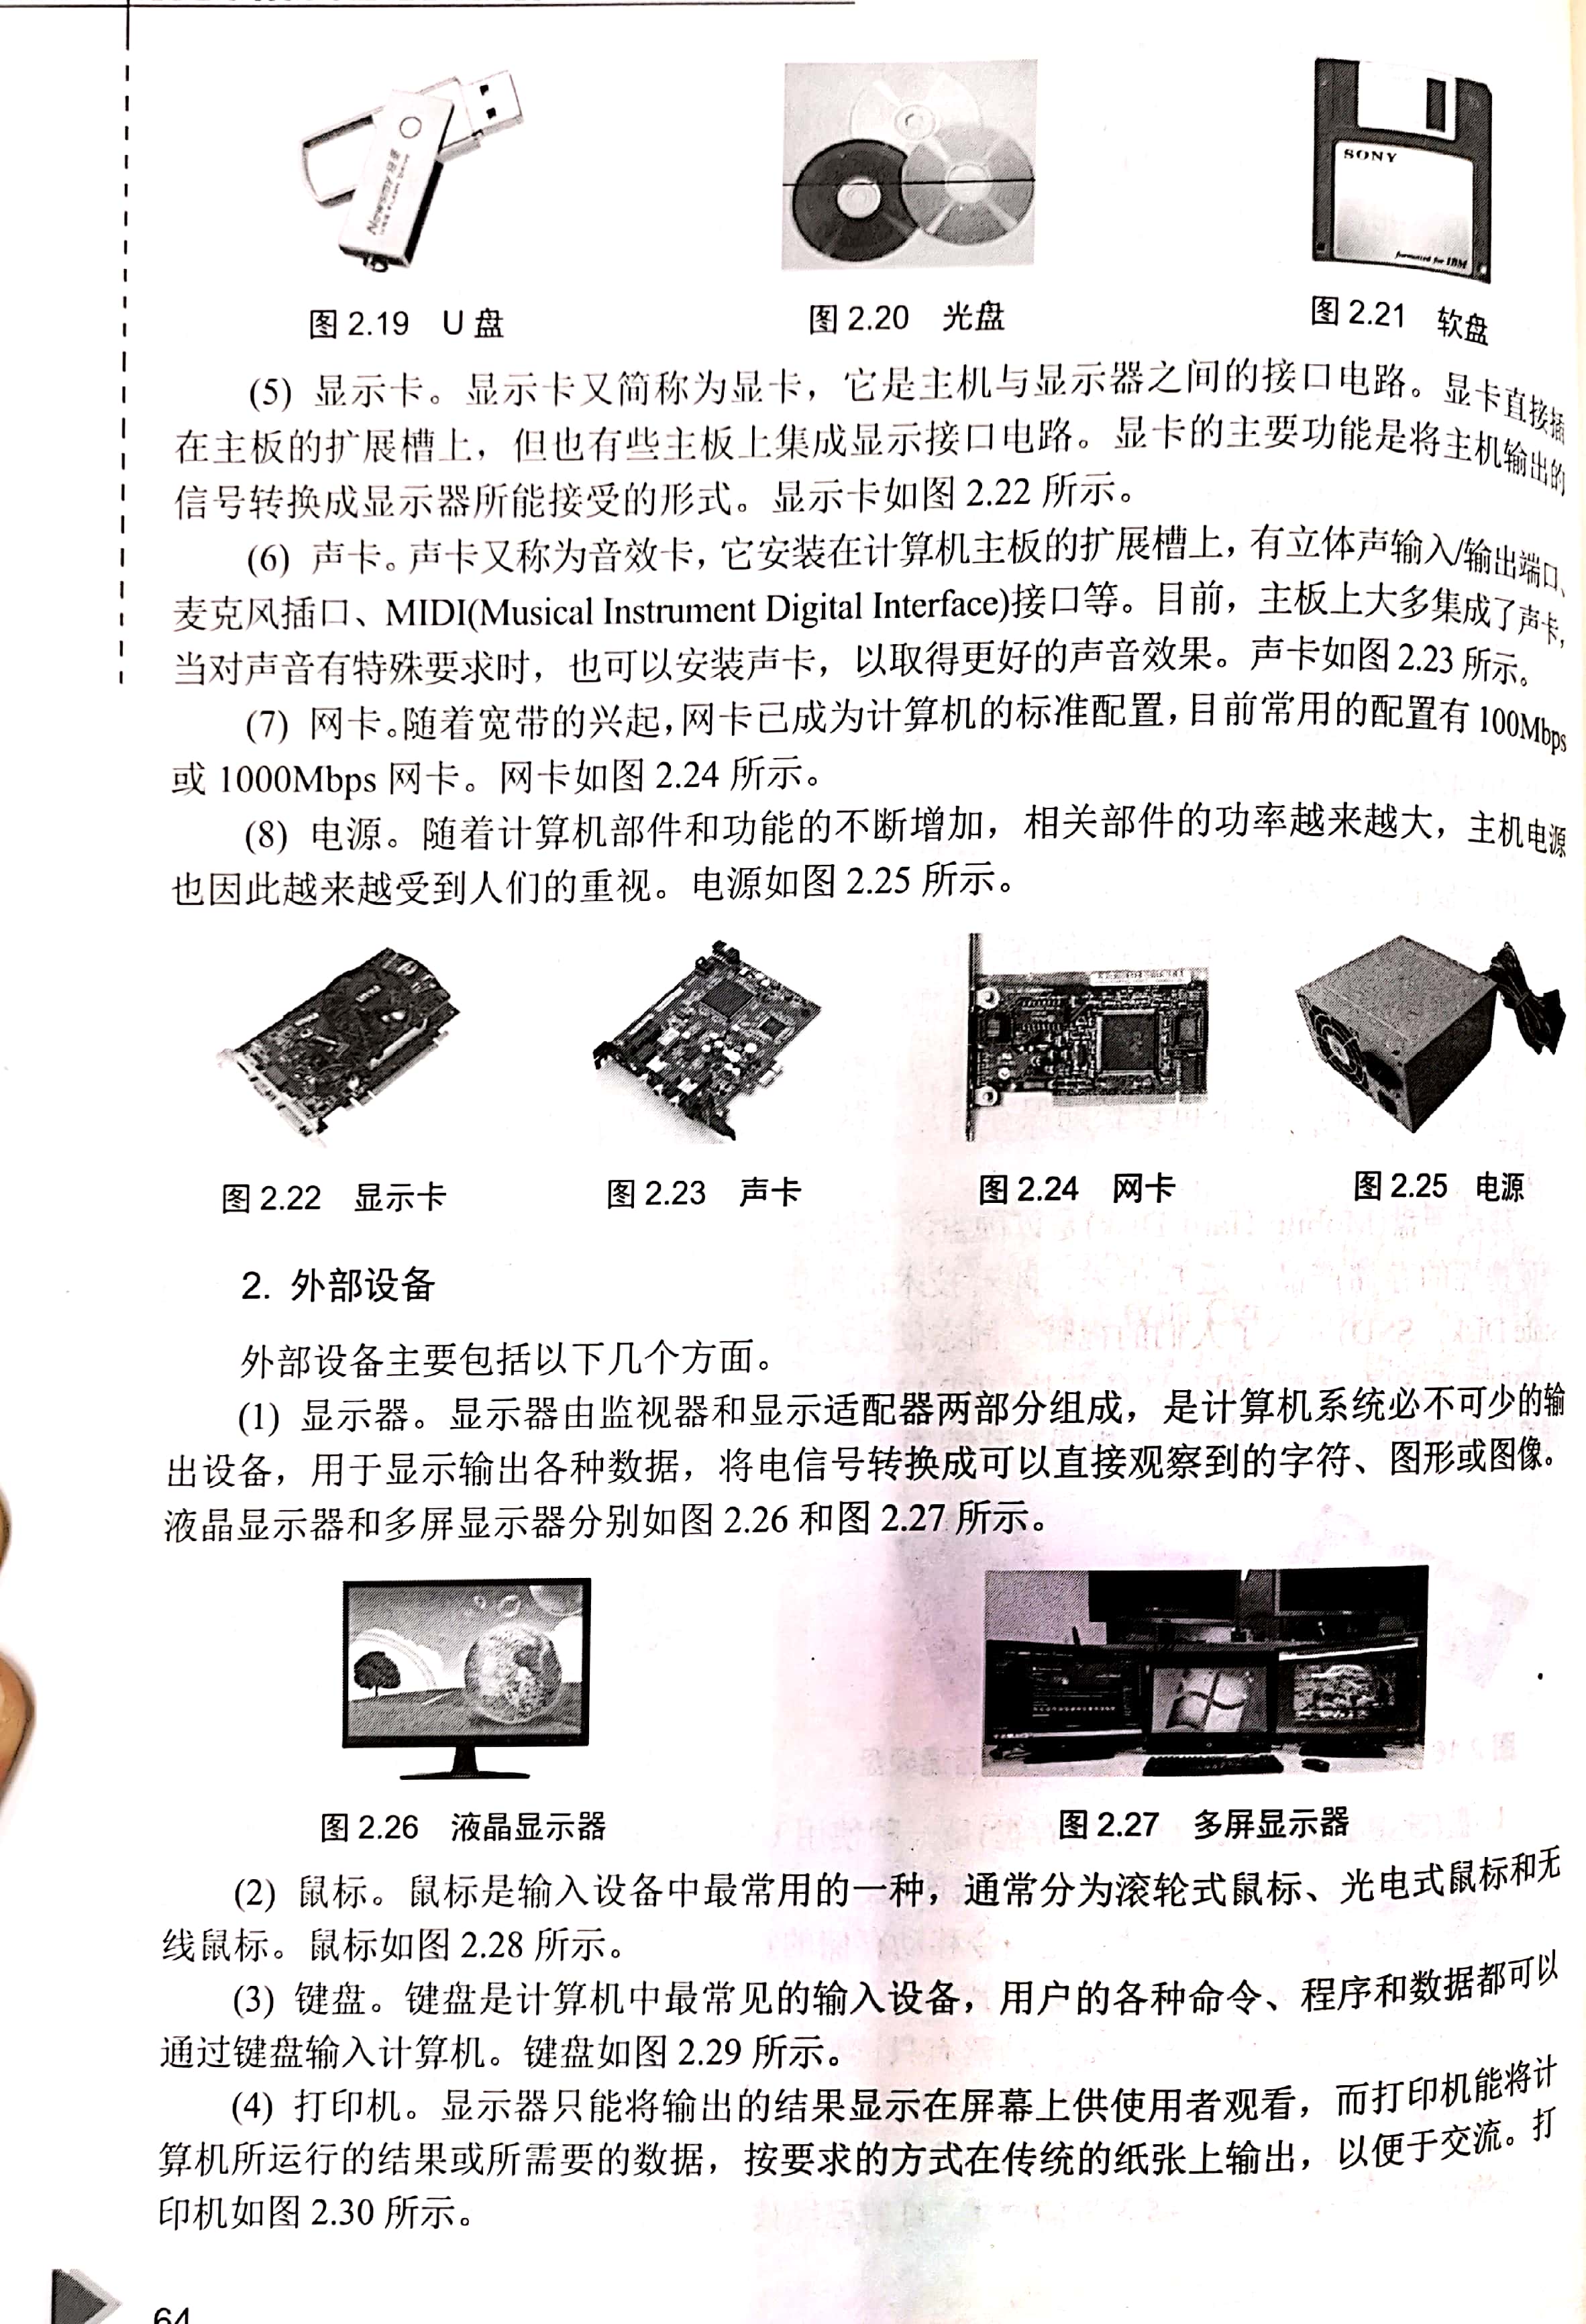 SONY
formatted for IBM
图 2.19 U 盘
图 2.20 光盘
图 2.21 软盘
(5) 显示卡。显示卡又简称为显卡，它是主机与显示器之间的接口电路。显卡直接插
在主板的扩展槽上，但也有些主板上集成显示接口电路。显卡的主要功能是将主机输出的
信号转换成显示器所能接受的形式。显示卡如图 2.22 所示。
(6) 声卡。声卡又称为音效卡，它安装在计算机主板的扩展槽上，有立体声输入/输出端口、
麦克风插口、MIDI(Musical Instrument Digital Interface)接口等。目前，主板上大多集成了声卡，
当对声音有特殊要求时，也可以安装声卡，以取得更好的声音效果。声卡如图 2.23 所示。
(7) 网卡。随着宽带的兴起，网卡已成为计算机的标准配置，目前常用的配置有 100Mbps
或 1000Mbps 网卡。网卡如图 2.24 所示。
(8) 电源。随着计算机部件和功能的不断增加，相关部件的功率越来越大，主机电源
也因此越来越受到人们的重视。电源如图 2.25 所示。
图 2.22 显示卡
图 2.23 声卡
图 2.24 网卡
图 2.25 电源
2. 外部设备
外部设备主要包括以下几个方面。
(1) 显示器。显示器由监视器和显示适配器两部分组成，是计算机系统必不可少的输
出设备，用于显示输出各种数据，将电信号转换成可以直接观察到的字符、图形或图像。
液晶显示器和多屏显示器分别如图 2.26 和图 2.27 所示。
图 2.26 液晶显示器
图 2.27 多屏显示器
(2) 鼠标。鼠标是输入设备中最常用的一种，通常分为滚轮式鼠标、光电式鼠标和无
线鼠标。鼠标如图 2.28 所示。
(3) 键盘。键盘是计算机中最常见的输入设备，用户的各种命令、程序和数据都可以
通过键盘输入计算机。键盘如图 2.29 所示。
(4) 打印机。显示器只能将输出的结果显示在屏幕上供使用者观看，而打印机能将计
算机所运行的结果或所需要的数据，按要求的方式在传统的纸张上输出，以便于交流。打
印机如图 2.30 所示。
64